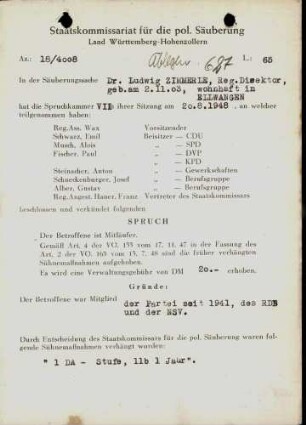 Staatskommissariat für die pol. Säuberung
Land Württemberg-Hohenzollern
Az.: 15/4008
L: 65
In der Säuberungssache Dr. Ludwig ZIMMERLE, Reg.Direktor,
geb.am 2.11.03, wohnhaft in
ELLWANGEN
hat die Spruchkammer VIB ihrer Sitzung am 20.8.1948 an welcher
teilgenommen haben:
Reg.Ass. Wax Vorsitzender
Schwarz, Emil Beisitzer — CDU
Munk, Alois „ — SPD
Fischer, Paul „ — DVP
„ — KPD
Steinacher, Anton „ — Gewerkschaften
Scharckenburger, Josef „ — Berufsgruppe
Alber, Gustav „ — Berufsgruppe
Reg.Angest. Hauer, Franz Vertreter des Staatskommissars
beschlossen und verkündet folgenden
SPRUCH
Der Betroffene ist Mitläufer.
Gemäß Art. 4 der VO. 133 vom 17. 11. 47 in der Fassung des
Art. 2 der VO. 165 vom 13. 7. 48 sind die früher verhängten
Sühnemaßnahmen aufgehoben.
Es wird eine Verwaltungsgebühr von DM 20.- erhoben.
Gründe:
Der Betroffene war Mitglied der Partei seit 1941, des RDB
und der NSV.
Durch Entscheidung des Staatskommissars für die pol. Säuberung waren folgende
Sühnemaßnahmen verhängt worden:
" 1 DA - Stufe, 11b 1 Jaur".